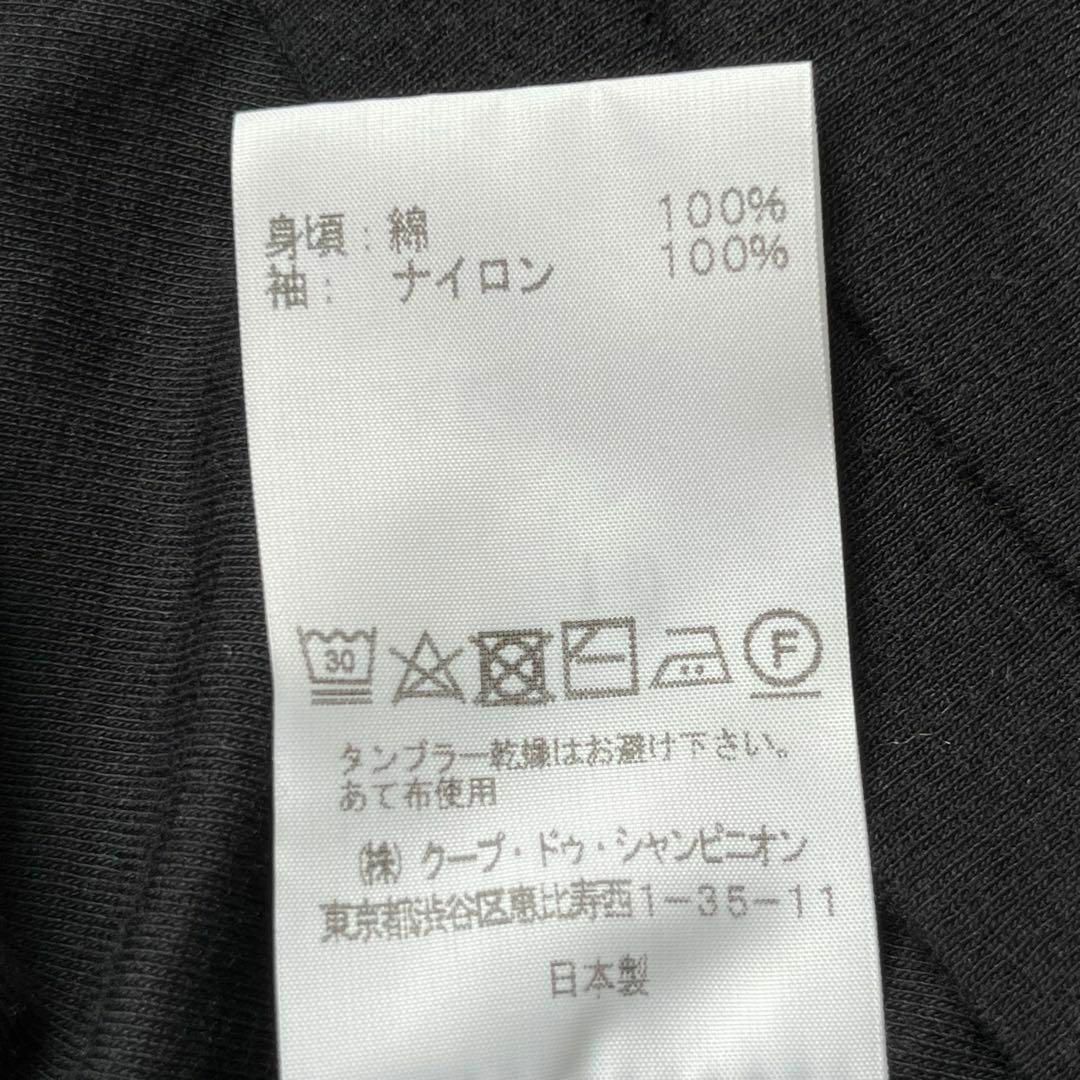 身頃：綿 100%
袖： ナイロン 100%
30 F
タンブラー乾燥はお避け下さい。
あて布使用
㈱クープ・ドゥ・シャンピニオン
東京都渋谷区恵比寿西1-35-11
日本製